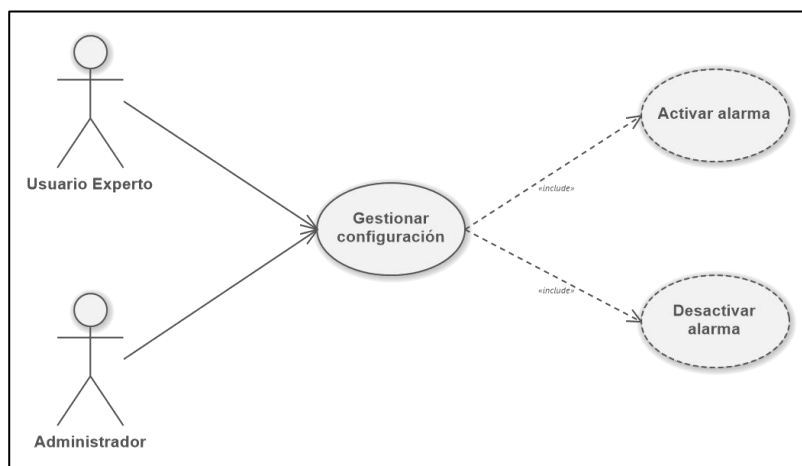 Usuario Experto
Gestionar
configuración
Activar alarma
«include»
«include»
Desactivar
alarma
Administrador